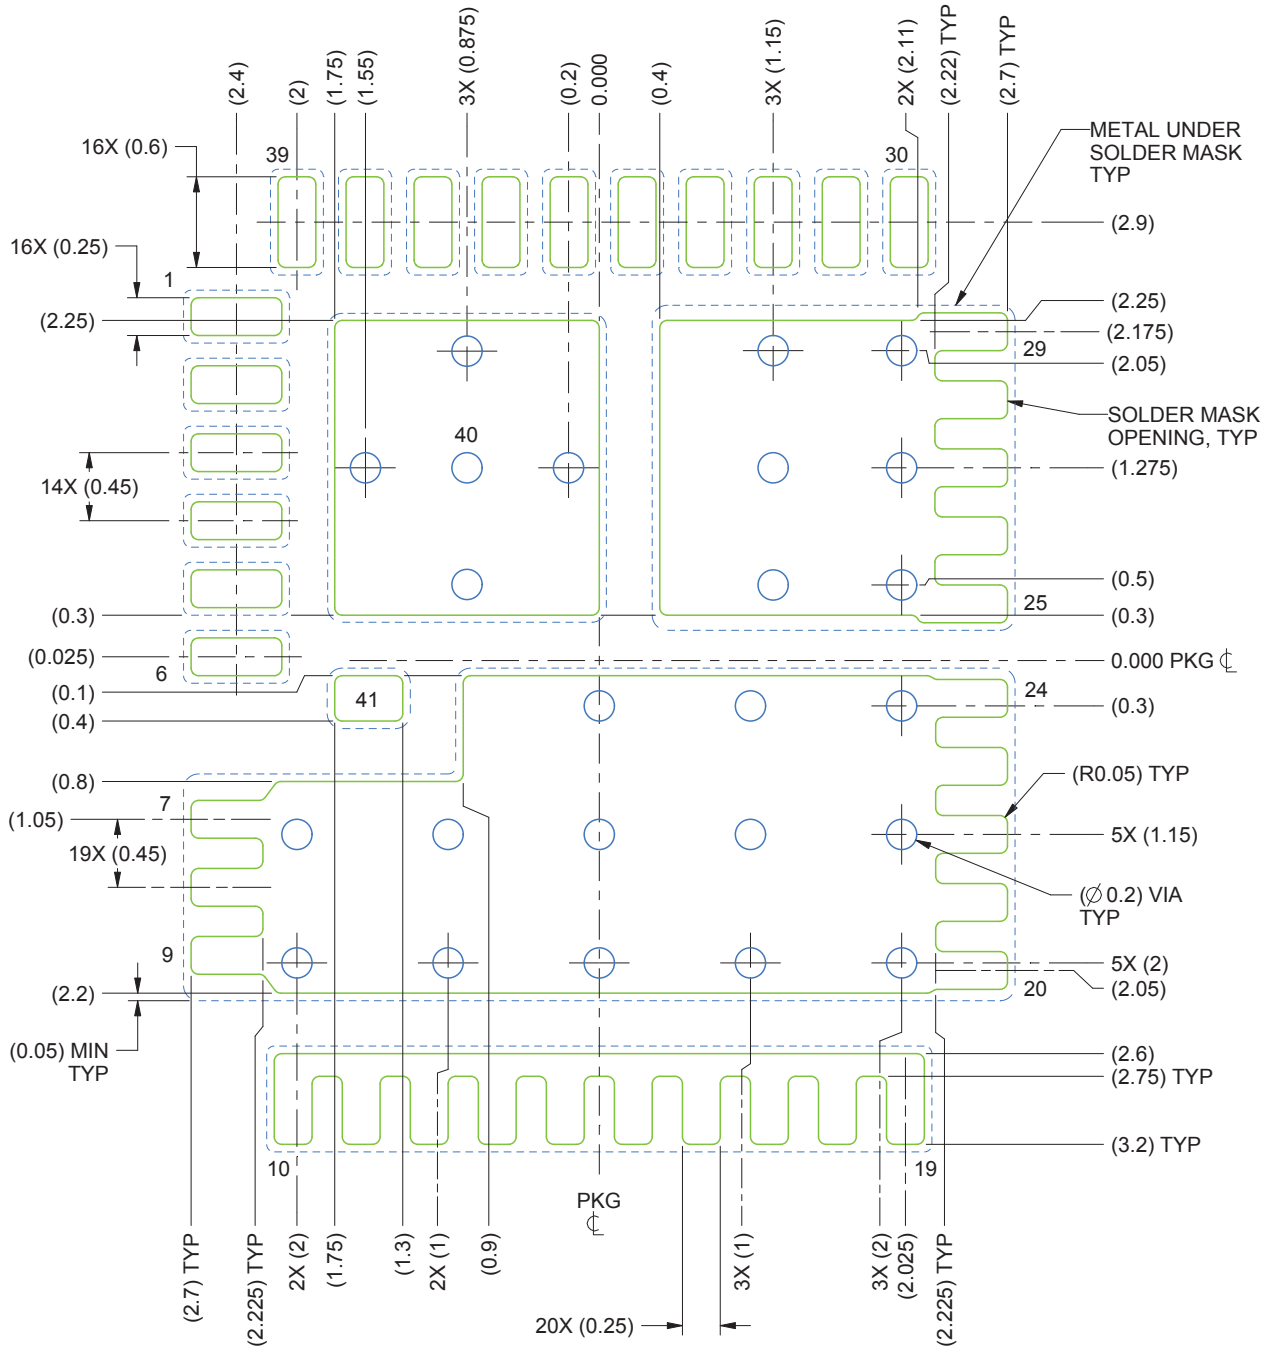 (2.4)
(2)
(1.75)
(1.55)
3X (0.875)
(0.2)
0.000
(0.4)
3X (1.15)
2X (2.11)
(2.22) TYP
(2.7) TYP
16X (0.6)
39
30
METAL UNDER
SOLDER MASK
TYP
(2.9)
16X (0.25)
1
(2.25)
(2.25)
(2.175)
29
(2.05)
SOLDER MASK
OPENING, TYP
40
(1.275)
14X (0.45)
(0.5)
25
(0.3)
(0.3)
(0.025)
6
0.000 PKG ℄
(0.1)
41
24
(0.4)
(0.3)
(0.8)
7
(R0.05) TYP
(1.05)
19X (0.45)
5X (1.15)
(∅ 0.2) VIA
TYP
9
5X (2)
(2.2)
20
(2.05)
(0.05) MIN
TYP
(2.6)
(2.75) TYP
(3.2) TYP
10
19
PKG
℄
(2.7) TYP
(2.225) TYP
2X (2)
(1.75)
(1.3)
2X (1)
(0.9)
3X (1)
3X (2)
(2.025)
(2.225) TYP
20X (0.25)